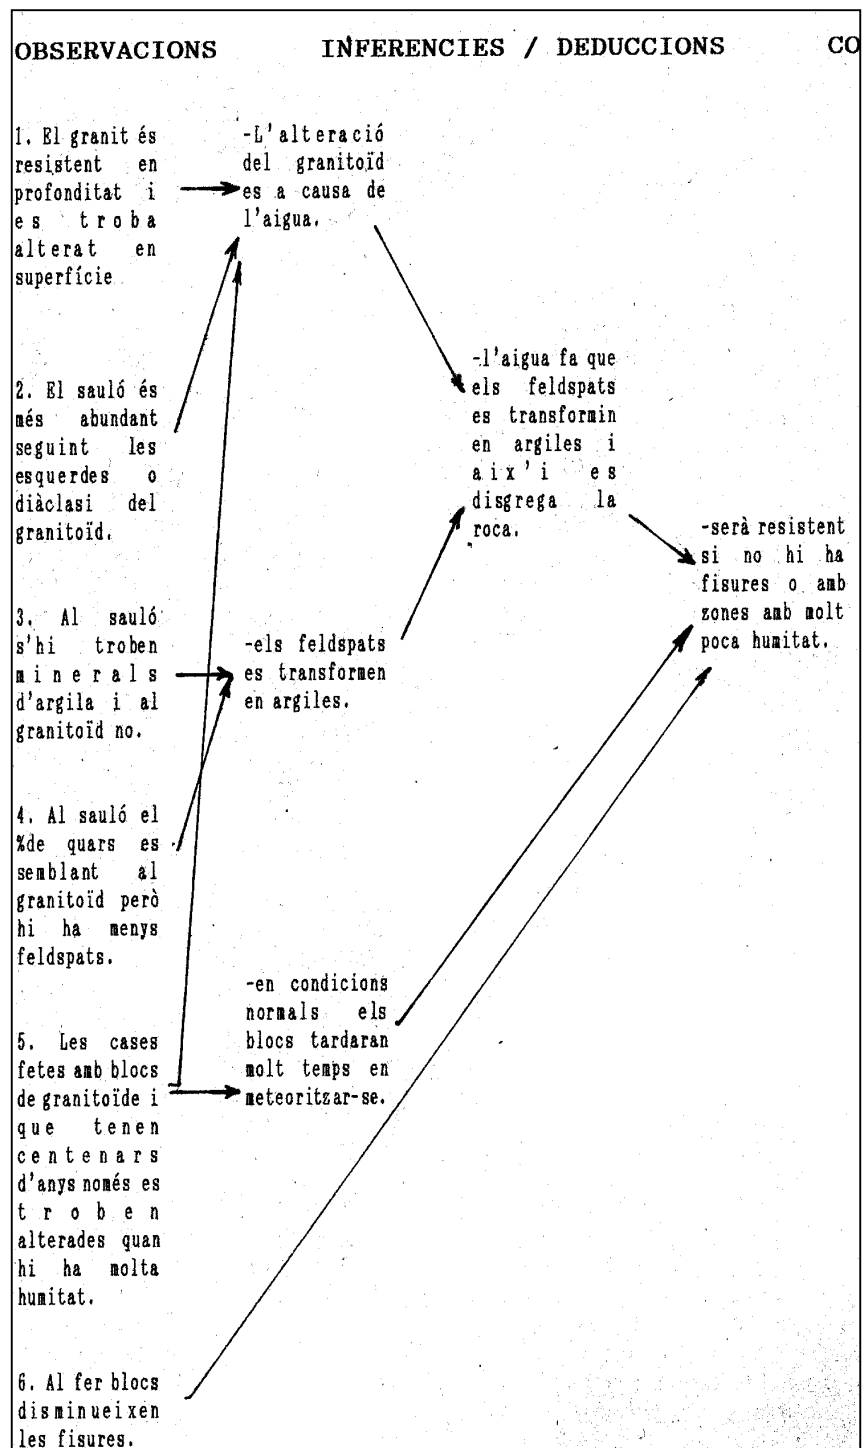 OBSERVACIONS INFERENCIES / DEDUCCIONS CO
1. El granit és
resistent en
profonditat i
es troba
alterat en
superfície
-L'alteració
del granitoïd
es a causa de
l'aigua.
2. El sauló és
més abundant
seguint les
esquerdes o
diàclasi del
granitoïd.
-l'aigua fa que
els feldspats
es transformin
en argiles i
aix'i es
disgrega la
roca.
-serà resistent
si no hi ha
fisures o amb
zones amb molt
poca humitat.
3. Al sauló
s'hi troben
minerals
d'argila i al
granitoïd no.
-els feldspats
es transformen
en argiles.
4. Al sauló el
%de quars es
semblant al
granitoïd però
hi ha menys
feldspats.
-en condicions
normals els
blocs tardaran
molt temps en
meteoritzar-se.
5. Les cases
fetes amb blocs
de granitoïde i
que tenen
centenars
d'anys només es
troben
alterades quan
hi ha molta
humitat.
6. Al fer blocs
disminueixen
les fisures.